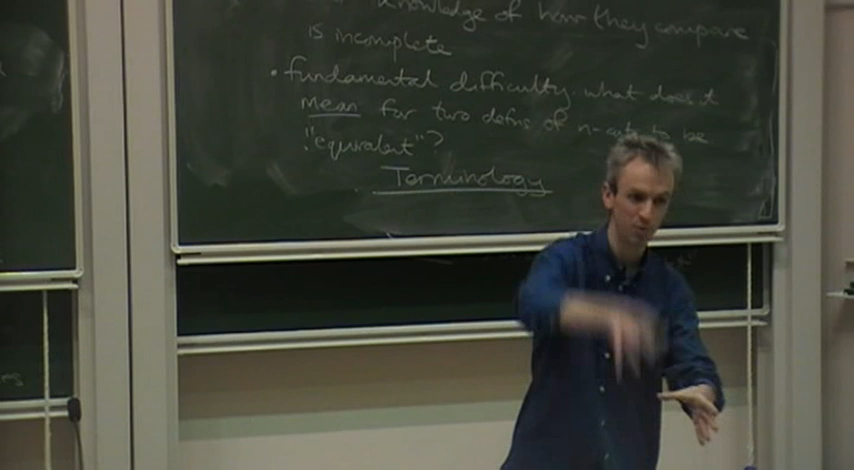 knowledge of how they compare
is incomplete
• fundamental difficulty: what does it
mean for two defns of n-cat to be
"equivalent"?
Terminology